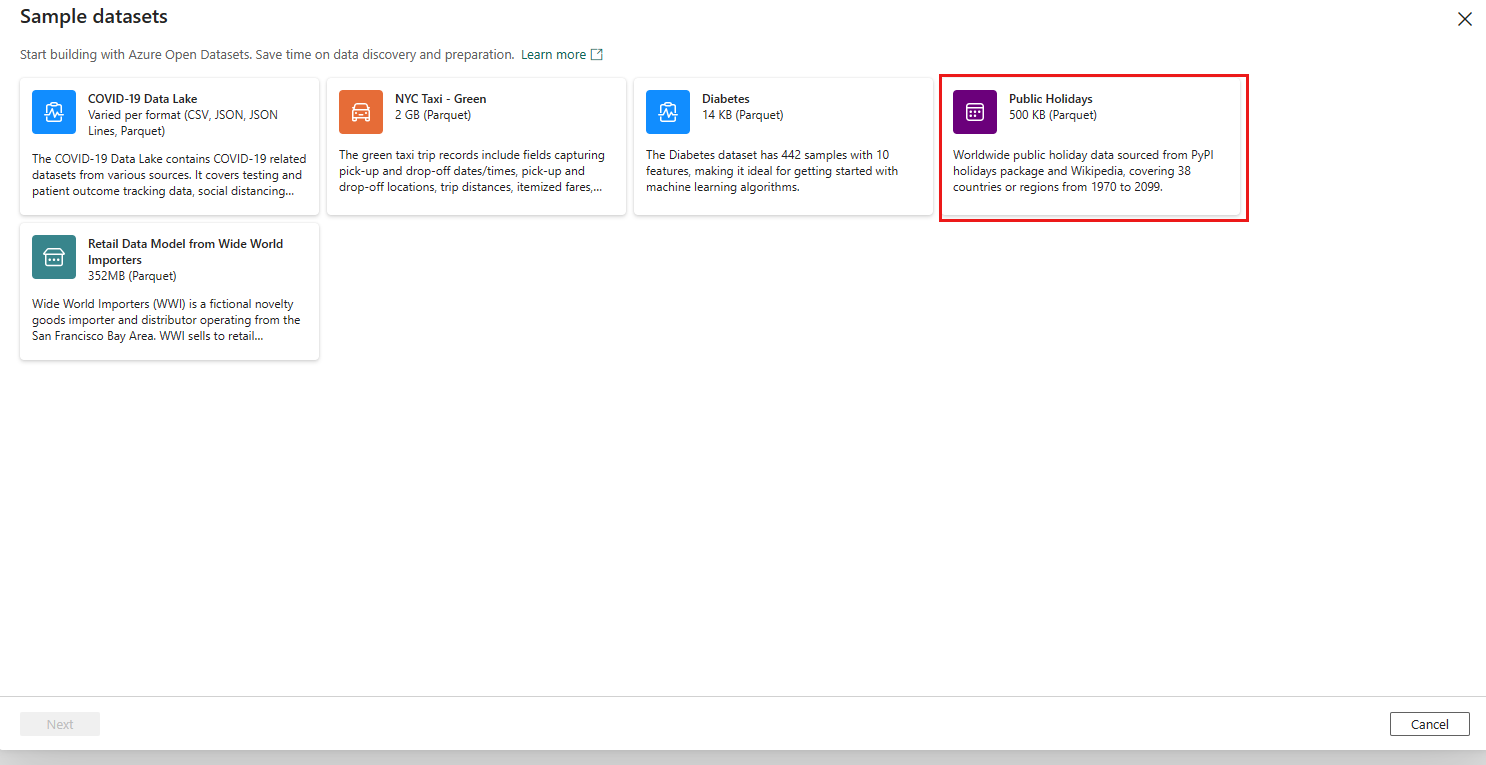 Sample datasets
Start building with Azure Open Datasets. Save time on data discovery and preparation. Learn more
COVID-19 Data Lake
Varied per format (CSV, JSON, JSON
Lines, Parquet)
The COVID-19 Data Lake contains COVID-19 related
datasets from various sources. It covers testing and
patient outcome tracking data, social distancing...
NYC Taxi - Green
2 GB (Parquet)
The green taxi trip records include fields capturing
pick-up and drop-off dates/times, pick-up and
drop-off locations, trip distances, itemized fares,...
Diabetes
14 KB (Parquet)
The Diabetes dataset has 442 samples with 10
features, making it ideal for getting started with
machine learning algorithms.
Public Holidays
500 KB (Parquet)
Worldwide public holiday data sourced from PyPI
holidays package and Wikipedia, covering 38
countries or regions from 1970 to 2099.
Retail Data Model from Wide World
Importers
352MB (Parquet)
Wide World Importers (WWI) is a fictional novelty
goods importer and distributor operating from the
San Francisco Bay Area. WWI sells to retail...
Next
Cancel